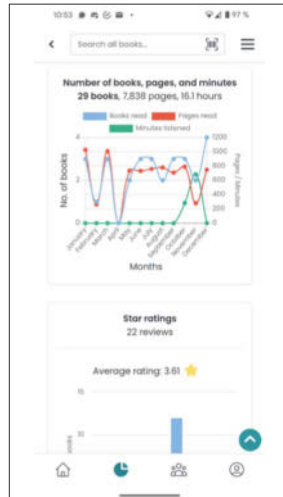 10:53
97 %
Search all books...
Number of books, pages, and minutes
29 books, 7,838 pages, 16.1 hours
Books read Pages read
Minutes listened
4 1200
1000
800
2 600
400
200
0 0
No. of books
Pages / Minutes
January February March April May June July August September October November December
Months
Star ratings
22 reviews
Average rating: 3.61
15
10
books